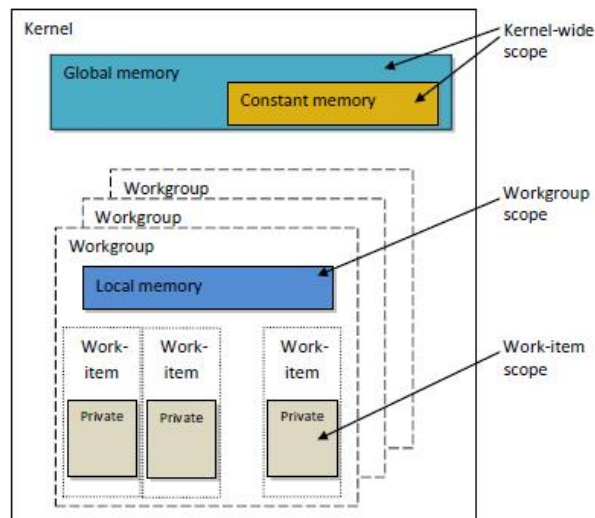 Kernel
Kernel-wide
scope
Global memory
Constant memory
Workgroup
Workgroup
Workgroup
Workgroup
scope
Local memory
Work-
item
Work-
item
Work-
item
Work-item
scope
Private
Private
Private